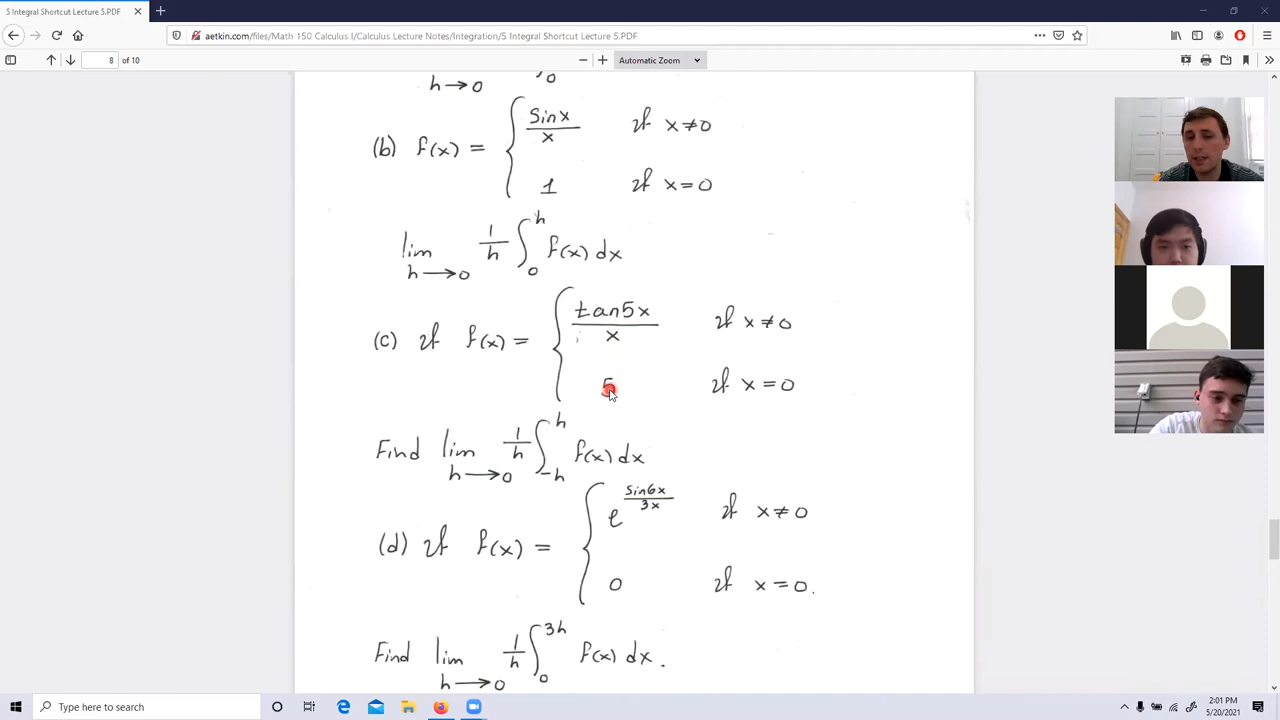 5 Integral Shortcut Lecture 5.PDF
aetkin.com/files/Math 150 Calculus I/Calculus Lecture Notes/Integration/5 Integral Shortcut Lecture 5.PDF
8 of 10
Automatic Zoom
h→0 0
(b) f(x) = { sinx/x if x≠0
1 if x=0
lim h→0 1/h ∫_0^h f(x) dx
(c) If f(x) = { tan5x/x if x≠0
5 if x=0
Find lim h→0 1/h ∫_-h^h f(x) dx
(d) If f(x) = { e^(sin6x/3x) if x≠0
0 if x=0.
Find lim h→0 1/h ∫_0^3h f(x) dx.
Type here to search
2:01 PM
5/20/2021